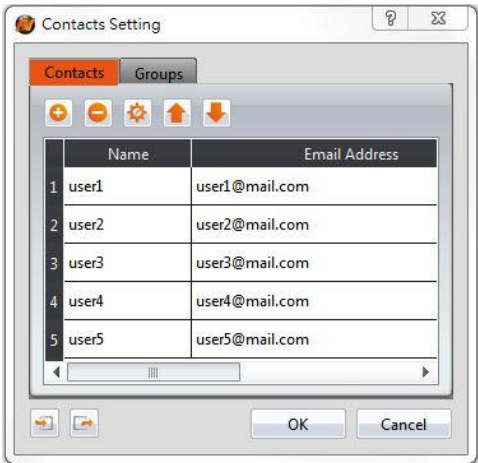 Contacts Setting
Contacts Groups
Name Email Address
1 user1 user1@mail.com
2 user2 user2@mail.com
3 user3 user3@mail.com
4 user4 user4@mail.com
5 user5 user5@mail.com
OK Cancel